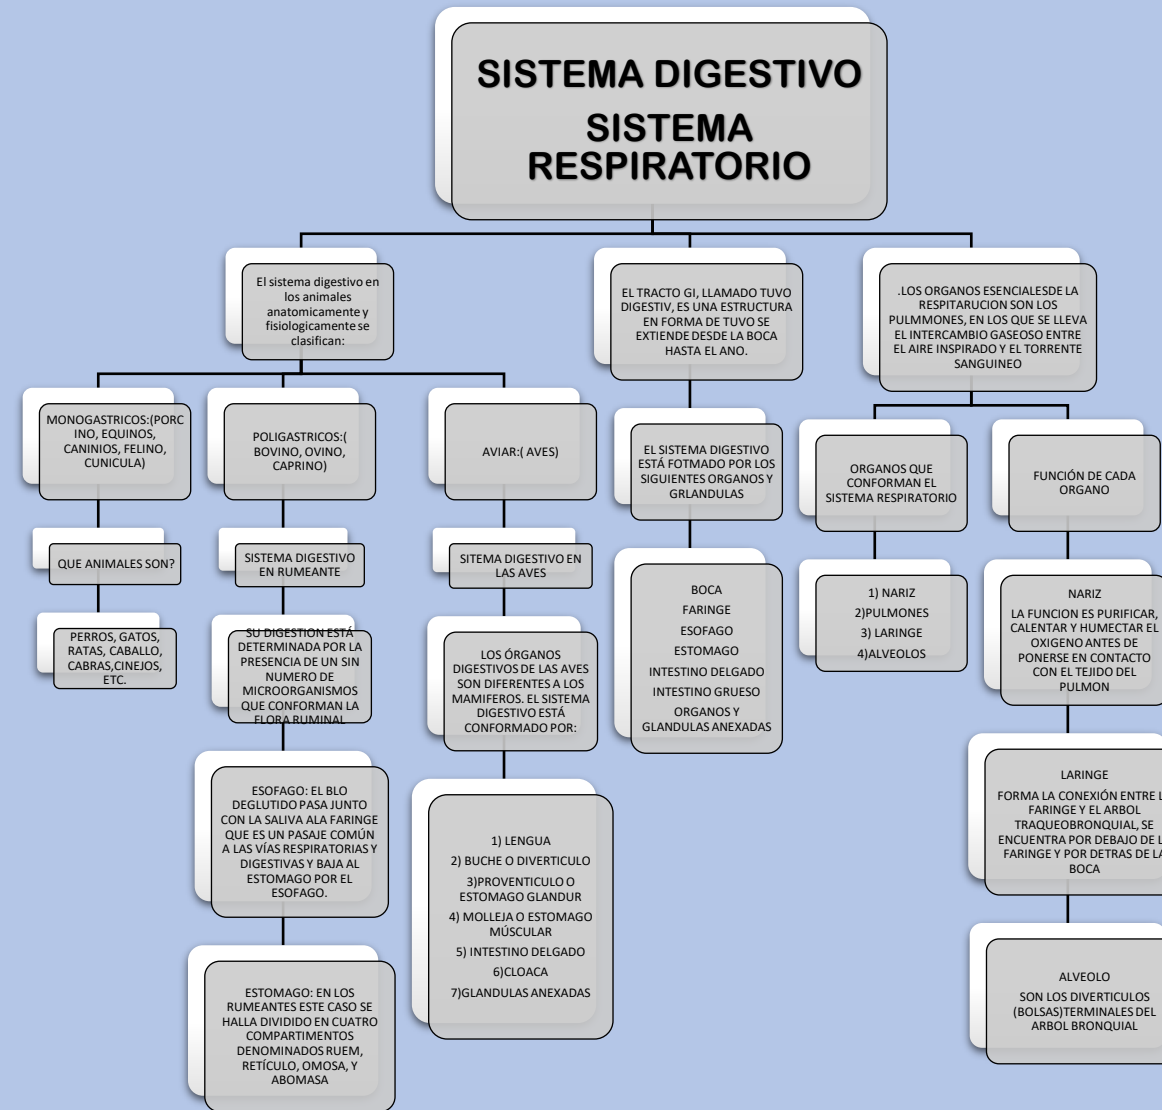 SISTEMA DIGESTIVO
SISTEMA
RESPIRATORIO
El sistema digestivo en
los animales
anatomicamente y
fisiologicamente se
clasifican:
MONOGASTRICOS:(PORC
INO, EQUINOS,
CANINIOS, FELINO,
CUNICULA)
QUE ANIMALES SON?
PERROS, GATOS,
RATAS, CABALLO,
CABRAS,CINEJOS,
ETC.
POLIGASTRICOS:(
BOVINO, OVINO,
CAPRINO)
SISTEMA DIGESTIVO
EN RUMEANTE
SU DIGESTION ESTÁ
DETERMINADA POR LA
PRESENCIA DE UN SIN
NUMERO DE
MICROORGANISMOS
QUE CONFORMAN LA
FLORA RUMINAL
ESOFAGO: EL BLO
DEGLUTIDO PASA JUNTO
CON LA SALIVA ALA FARINGE
QUE ES UN PASAJE COMÚN
A LAS VÍAS RESPIRATORIAS Y
DIGESTIVAS Y BAJA AL
ESTOMAGO POR EL
ESOFAGO.
ESTOMAGO: EN LOS
RUMEANTES ESTE CASO SE
HALLA DIVIDIDO EN CUATRO
COMPARTIMENTOS
DENOMINADOS RUEM,
RETÍCULO, OMOSA, Y
ABOMASA
AVIAR:( AVES)
SITEMA DIGESTIVO EN
LAS AVES
LOS ÓRGANOS
DIGESTIVOS DE LAS AVES
SON DIFERENTES A LOS
MAMIFEROS. EL SISTEMA
DIGESTIVO ESTÁ
CONFORMADO POR:
1) LENGUA
2) BUCHE O DIVERTICULO
3)PROVENTICULO O
ESTOMAGO GLANDUR
4) MOLLEJA O ESTOMAGO
MÚSCULAR
5) INTESTINO DELGADO
6)CLOACA
7)GLANDULAS ANEXADAS
EL TRACTO GI, LLAMADO TUVO
DIGESTIV, ES UNA ESTRUCTURA
EN FORMA DE TUVO SE
EXTIENDE DESDE LA BOCA
HASTA EL ANO.
EL SISTEMA DIGESTIVO
ESTÁ FOTMADO POR LOS
SIGUIENTES ORGANOS Y
GRLANDULAS
BOCA
FARINGE
ESOFAGO
ESTOMAGO
INTESTINO DELGADO
INTESTINO GRUESO
ORGANOS Y
GLANDULAS ANEXADAS
.LOS ORGANOS ESENCIALESDE LA
RESPITARUCION SON LOS
PULMMONES, EN LOS QUE SE LLEVA
EL INTERCAMBIO GASEOSO ENTRE
EL AIRE INSPIRADO Y EL TORRENTE
SANGUINEO
ORGANOS QUE
CONFORMAN EL
SISTEMA RESPIRATORIO
1) NARIZ
2)PULMONES
3) LARINGE
4)ALVEOLOS
FUNCIÓN DE CADA
ORGANO
NARIZ
LA FUNCION ES PURIFICAR,
CALENTAR Y HUMECTAR EL
OXIGENO ANTES DE
PONERSE EN CONTACTO
CON EL TEJIDO DEL
PULMON
LARINGE
FORMA LA CONEXIÓN ENTRE
FARINGE Y EL ARBOL
TRAQUEOBRONQUIAL, SE
ENCUENTRA POR DEBAJO DE
FARINGE Y POR DETRAS DE LA
BOCA
ALVEOLO
SON LOS DIVERTICULOS
(BOLSAS)TERMINALES DEL
ARBOL BRONQUIAL